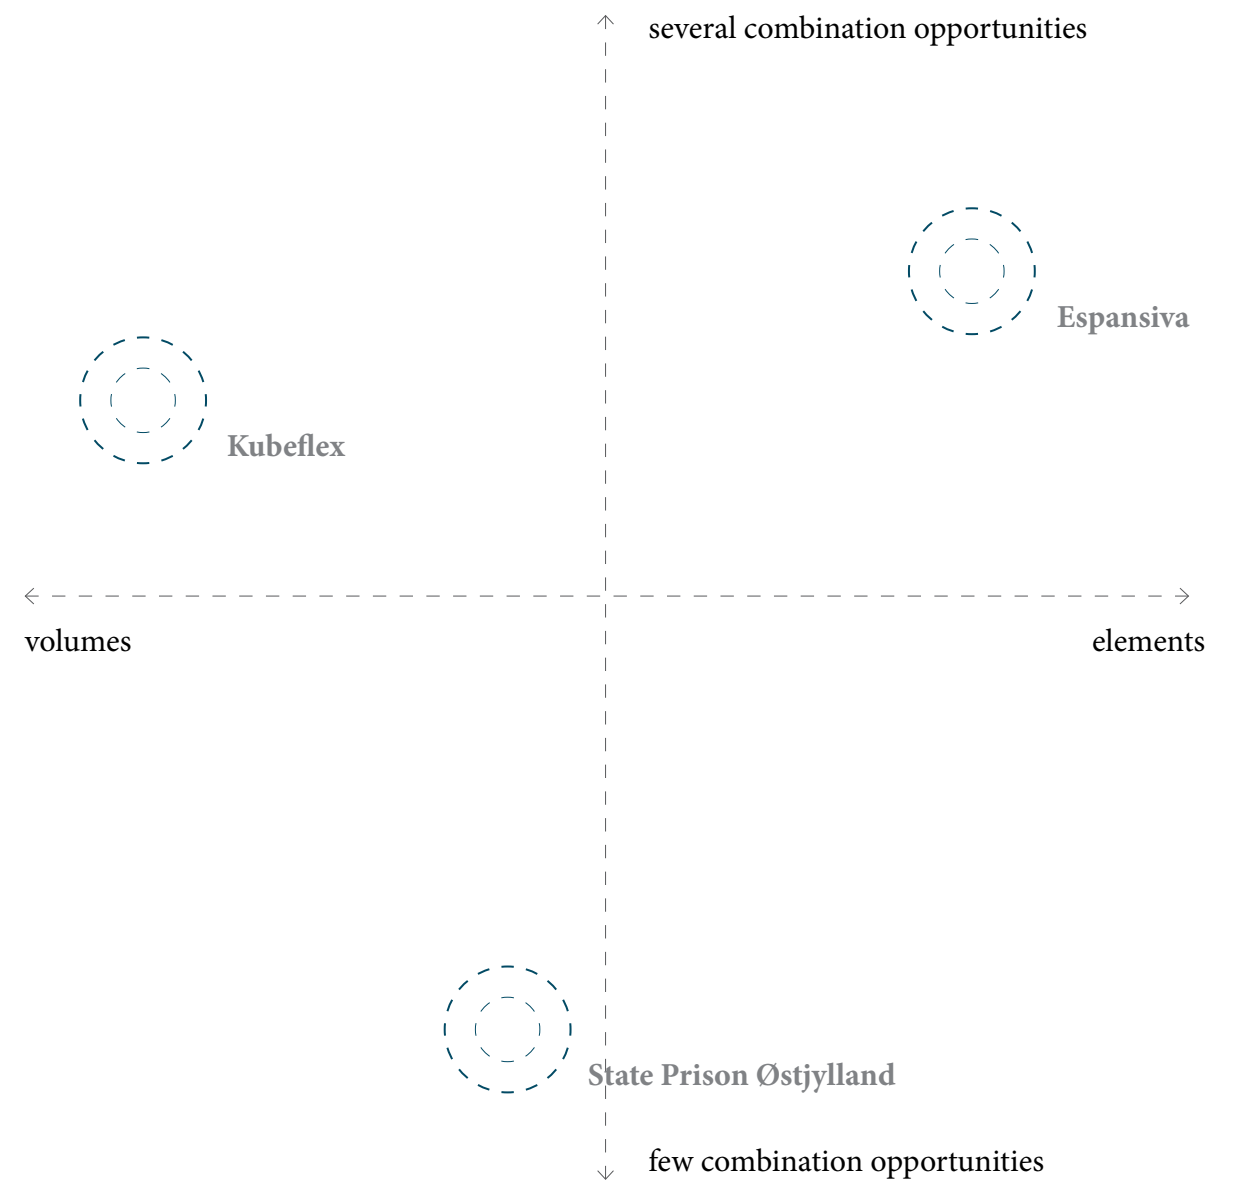 several combination opportunities
Espansiva
Kubeflex
volumes
elements
State Prison Østjylland
few combination opportunities